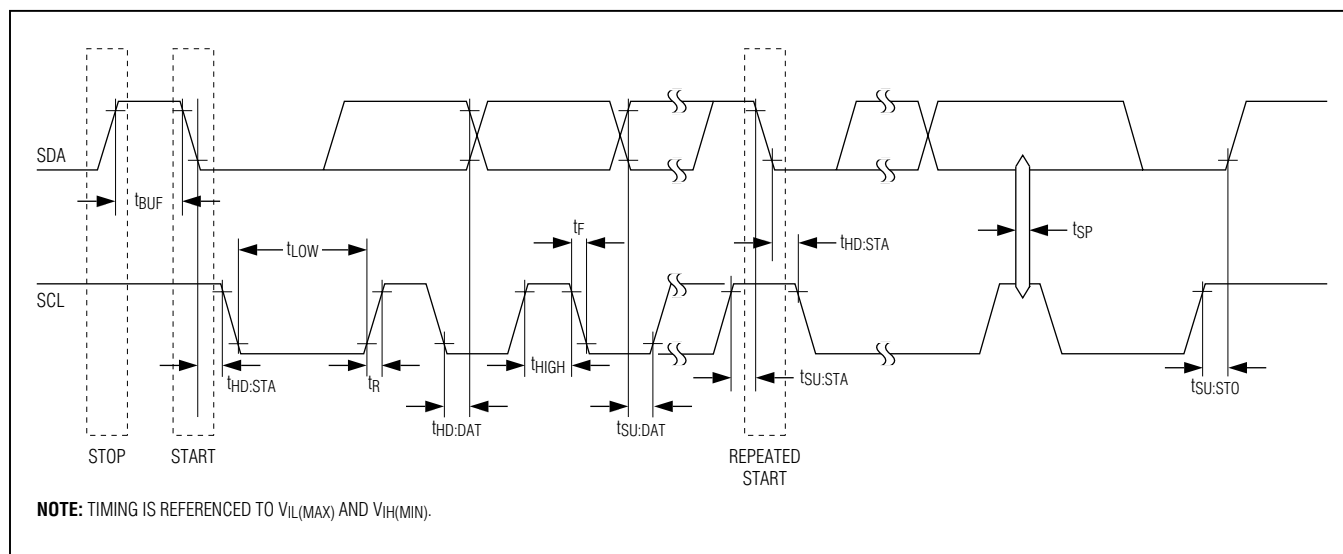 SDA
tBUF
tF
tHD:STA
tSP
tLOW
SCL
tHD:STA
tR
tHIGH
tSU:STA
tSU:STO
tHD:DAT
tSU:DAT
STOP
START
REPEATED
START
NOTE: TIMING IS REFERENCED TO VIL(MAX) AND VIH(MIN).